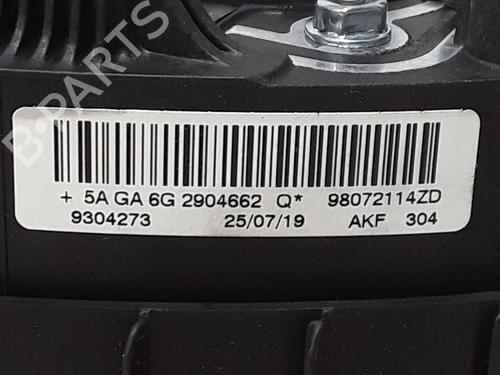 B-PARTS
+ 5A GA 6G 2904662 Q* 98072114ZD
9304273 25/07/19 AKF 304